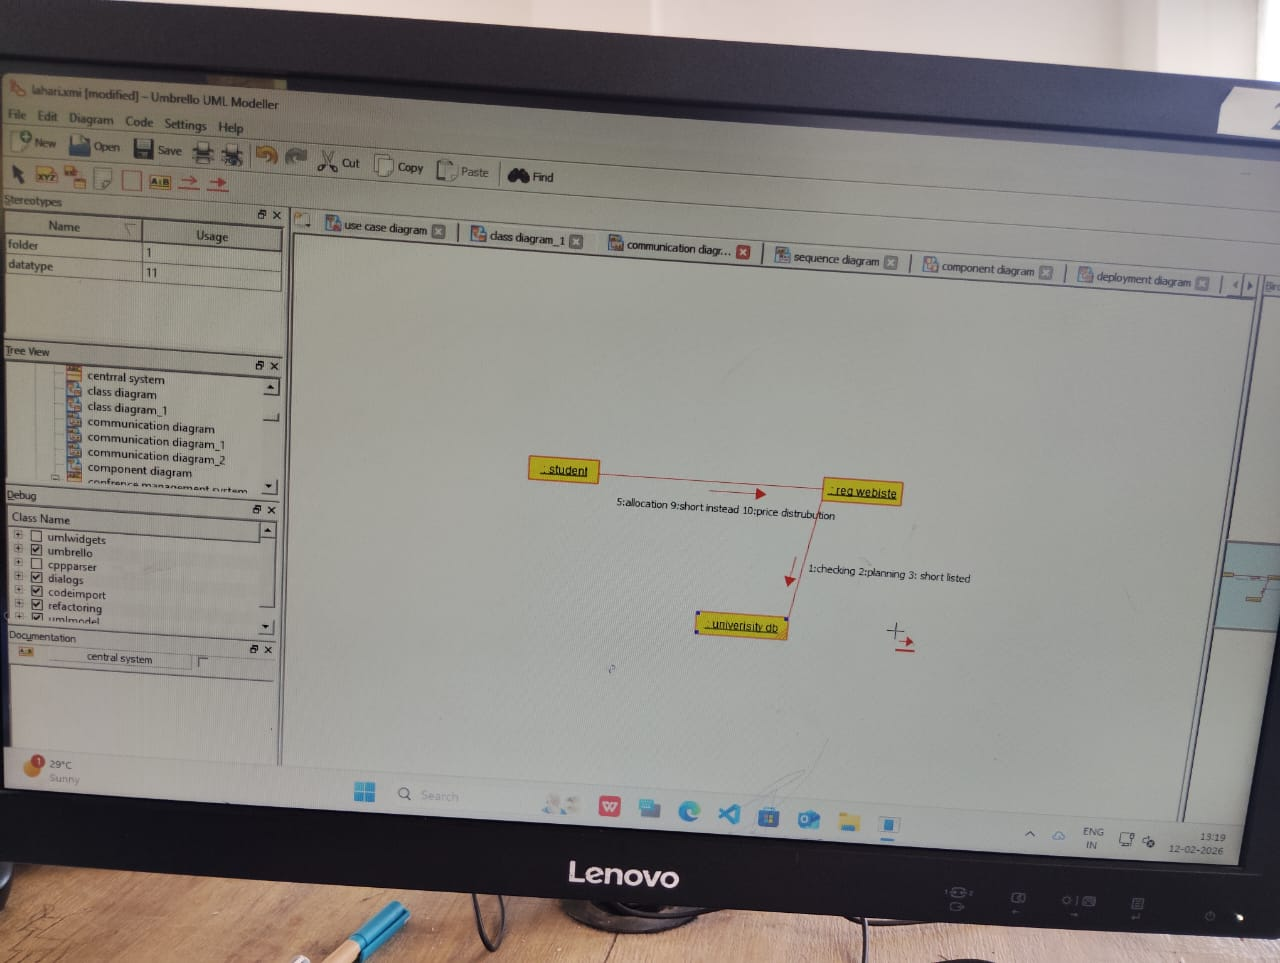 lahari.xmi [modified] – Umbrello UML Modeller
File Edit Diagram Code Settings Help
New Open Save Cut Copy Paste Find
XYZ A:B
Stereotypes
Name Usage
folder 1
datatype 11
use case diagram class diagram_1 communication diagr... sequence diagram component diagram deployment diagram
Tree View
centrral system
class diagram
class diagram_1
communication diagram
communication diagram_1
communication diagram_2
component diagram
Debug
Class Name
umlwidgets
umbrello
cppparser
dialogs
codeimport
refactoring
umlmodel
Documentation
central system
: student
: reg webiste
5:allocation 9:short instead 10:price distrubution
1:checking 2:planning 3: short listed
: univerisity db
1
29°C
Sunny
Search
ENG
IN
13:19
12-02-2026
Lenovo